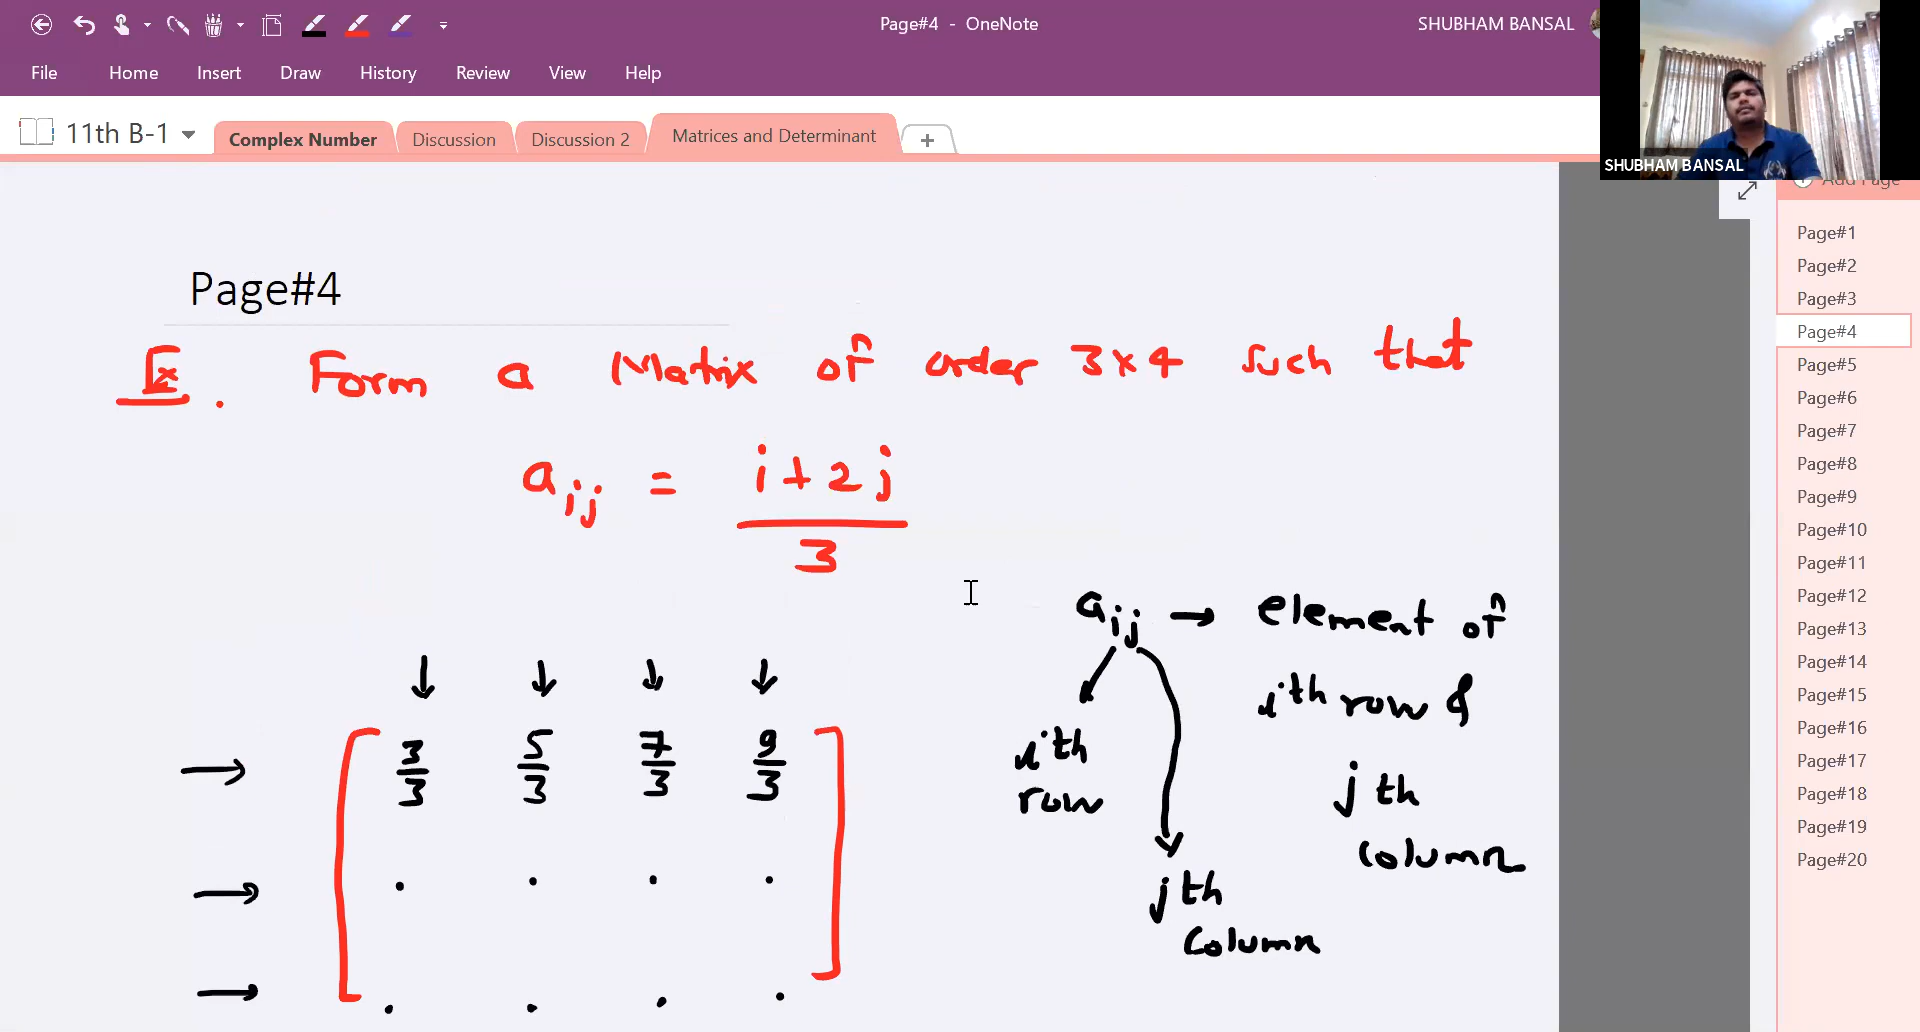 Page#4 - OneNote
SHUBHAM BANSAL
File Home Insert Draw History Review View Help
11th B-1
Complex Number
Discussion
Discussion 2
Matrices and Determinant
+
SHUBHAM BANSAL
Add Page
Page#1
Page#2
Page#3
Page#4
Page#5
Page#6
Page#7
Page#8
Page#9
Page#10
Page#11
Page#12
Page#13
Page#14
Page#15
Page#16
Page#17
Page#18
Page#19
Page#20
Page#4
Ex. Form a Matrix of order 3x4 such that
a_ij = (i+2j)/3
a_ij → element of
ith row &
jth
column
ith
row
jth
column
→ ↓ ↓ ↓ ↓
[3/3 5/3 7/3 9/3]
→ . . . .
→ . . . .